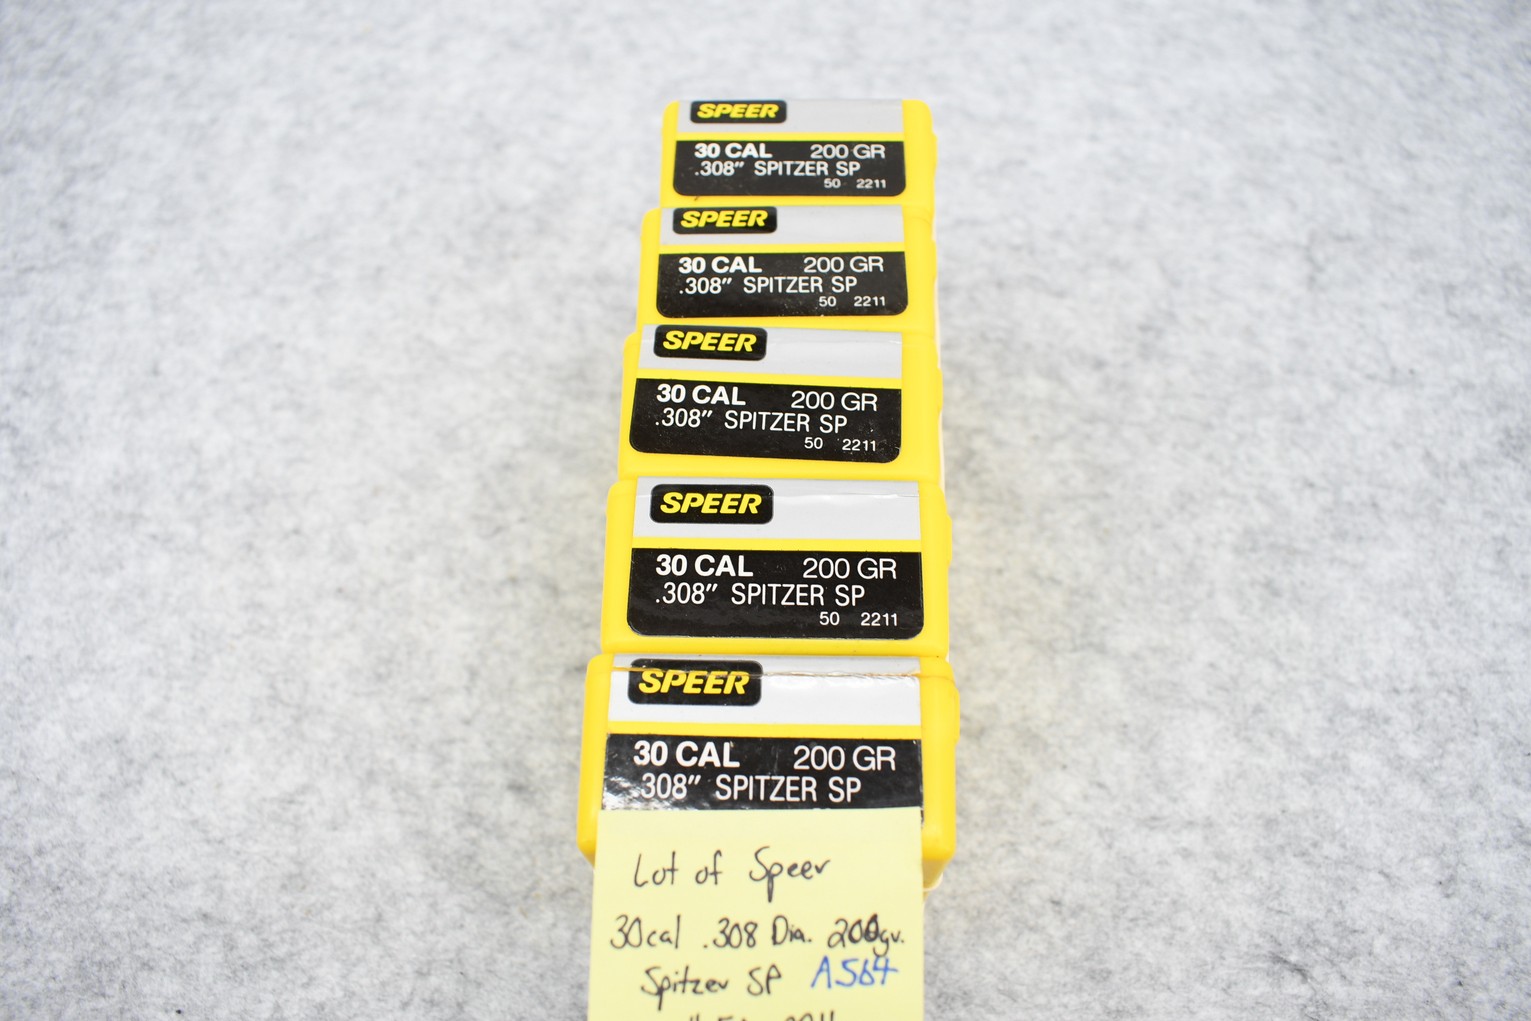 SPEER
30 CAL 200 GR
.308" SPITZER SP
50 2211
SPEER
30 CAL 200 GR
.308" SPITZER SP
50 2211
SPEER
30 CAL 200 GR
.308" SPITZER SP
50 2211
SPEER
30 CAL 200 GR
.308" SPITZER SP
50 2211
SPEER
30 CAL 200 GR
.308" SPITZER SP
Lot of Speer
30cal .308 Dia. 200gr.
Spitzer SP A564